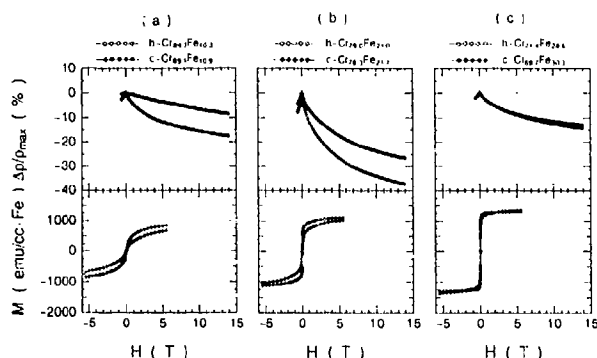 ( a )
( b )
( c )
h-Cr
c-Cr
h-Cr
c-Cr
h-Cr
c-Cr
Δρ/ρmax ( % )
10
0
-10
-20
-30
-40
M ( emu/cc·Fe )
1000
0
-1000
-2000
-5 0 5 10 15
-5 0 5 10 15
-5 0 5 10 15
H ( T )
H ( T )
H ( T )